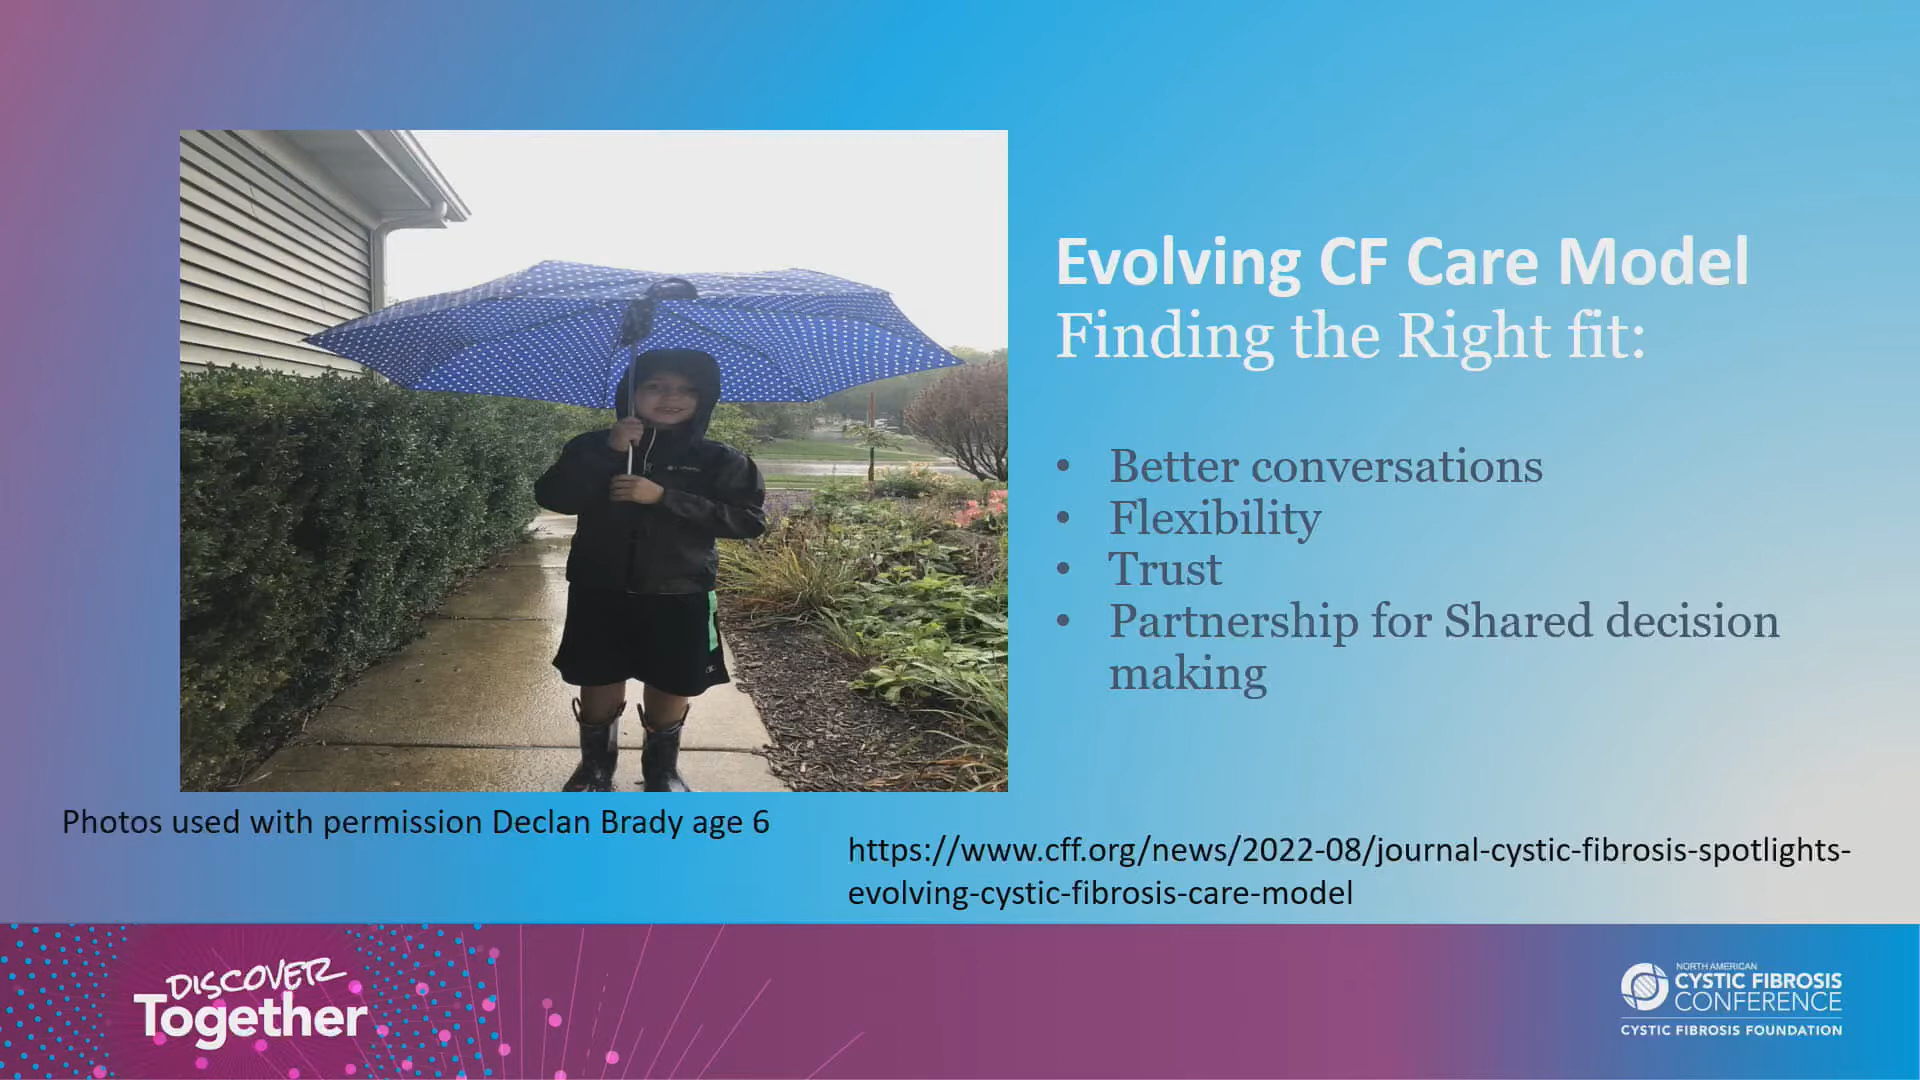 Evolving CF Care Model
Finding the Right fit:
• Better conversations
• Flexibility
• Trust
• Partnership for Shared decision
making
Photos used with permission Declan Brady age 6
https://www.cff.org/news/2022-08/journal-cystic-fibrosis-spotlights-
evolving-cystic-fibrosis-care-model
DISCOVER
Together
NORTH AMERICAN
CYSTIC FIBROSIS
CONFERENCE
CYSTIC FIBROSIS FOUNDATION